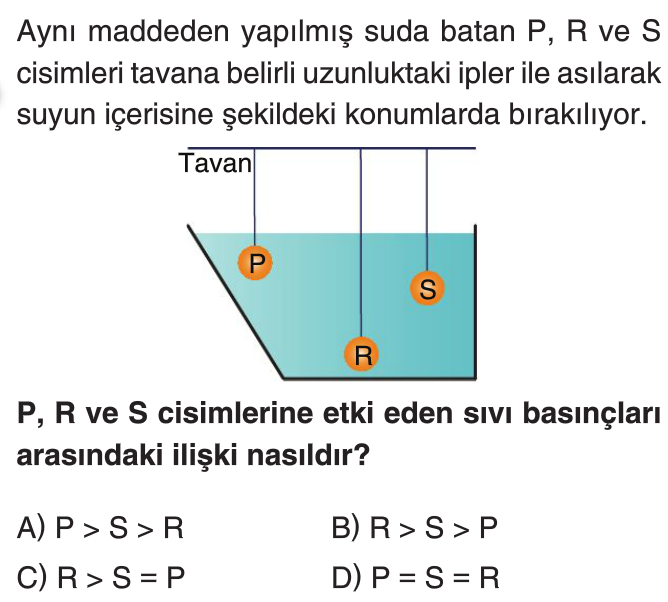 Aynı maddeden yapılmış suda batan P, R ve S
cisimleri tavana belirli uzunluktaki ipler ile asılarak
suyun içerisine şekildeki konumlarda bırakılıyor.
Tavan
P
S
R
P, R ve S cisimlerine etki eden sıvı basınçları
arasındaki ilişki nasıldır?
A) P > S > R B) R > S > P
C) R > S = P D) P = S = R